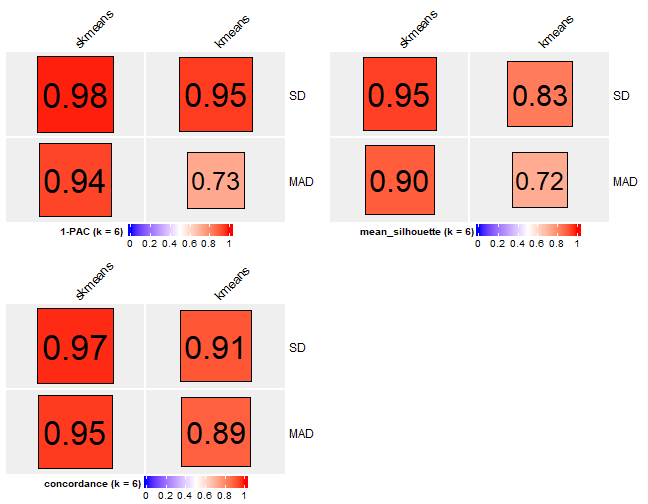 skmeans kmeans
0.98 0.95 SD
0.94 0.73 MAD
1-PAC (k = 6)
0 0.2 0.4 0.6 0.8 1
skmeans kmeans
0.95 0.83 SD
0.90 0.72 MAD
mean_silhouette (k = 6)
0 0.2 0.4 0.6 0.8 1
skmeans kmeans
0.97 0.91 SD
0.95 0.89 MAD
concordance (k = 6)
0 0.2 0.4 0.6 0.8 1